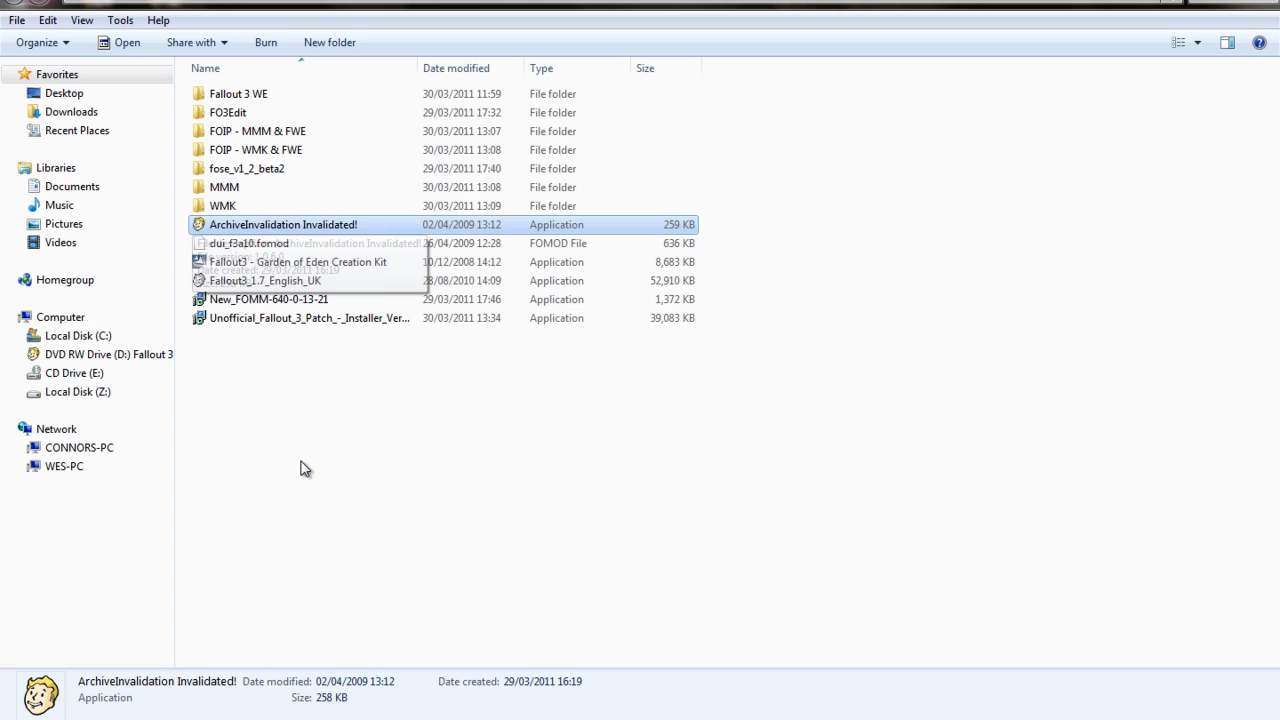 File Edit View Tools Help
Organize Open Share with Burn New folder
Name Date modified Type Size
Favorites
Desktop
Downloads
Recent Places
Libraries
Documents
Music
Pictures
Videos
Homegroup
Computer
Local Disk (C:)
DVD RW Drive (D:) Fallout 3
CD Drive (E:)
Local Disk (Z:)
Network
CONNORS-PC
WES-PC
Fallout 3 WE 30/03/2011 11:59 File folder
FO3Edit 29/03/2011 17:32 File folder
FOIP - MMM & FWE 30/03/2011 13:07 File folder
FOIP - WMK & FWE 30/03/2011 13:08 File folder
fose_v1_2_beta2 29/03/2011 17:40 File folder
MMM 30/03/2011 13:08 File folder
WMK 30/03/2011 13:09 File folder
ArchiveInvalidation Invalidated! 02/04/2009 13:12 Application 259 KB
dui_f3a10.fomod 26/04/2009 12:28 FOMOD File 636 KB
Fallout3 - Garden of Eden Creation Kit 10/12/2008 14:12 Application 8,683 KB
Fallout3_1.7_English_UK 28/08/2010 14:09 Application 52,910 KB
New_FOMM-640-0-13-21 29/03/2011 17:46 Application 1,372 KB
Unofficial_Fallout_3_Patch_-_Installer_Ver... 30/03/2011 13:34 Application 39,083 KB
ArchiveInvalidation Invalidated!
Date created: 29/03/2011 16:19
ArchiveInvalidation Invalidated! Date modified: 02/04/2009 13:12 Date created: 29/03/2011 16:19
Application Size: 258 KB